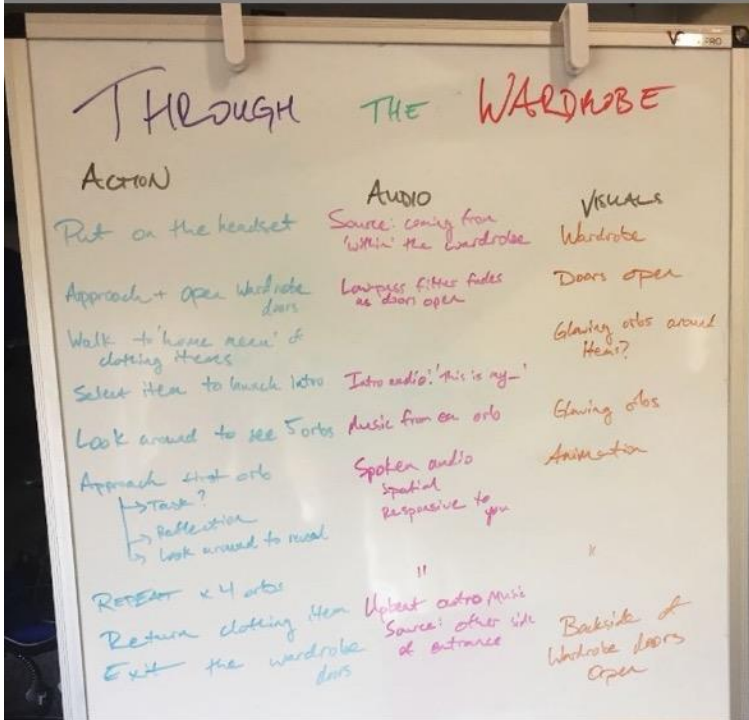 THROUGH THE WARDROBE
ACTION
Put on the headset
Approach + open wardrobe
doors
Walk to 'home menu' of
clothing items
Select item to launch intro
Look around to see 5 orbs
Approach first orb
Task?
Reflection
Look around to reveal
REPEAT x 4 orbs
Return clothing item
Exit the wardrobe
doors
AUDIO
Source: coming from
'within' the wardrobe
Low-pass filter fades
as doors open
Intro audio: 'This is my_'
Music from ea orb
Spoken audio
Spatial
Responsive to
you
"
Upbeat outro music
Source: other side
of entrance
VISUALS
Wardrobe
Doors open
Glowing orbs around
items?
Glowing orbs
Animation
"
Backside of
Wardrobe doors
open